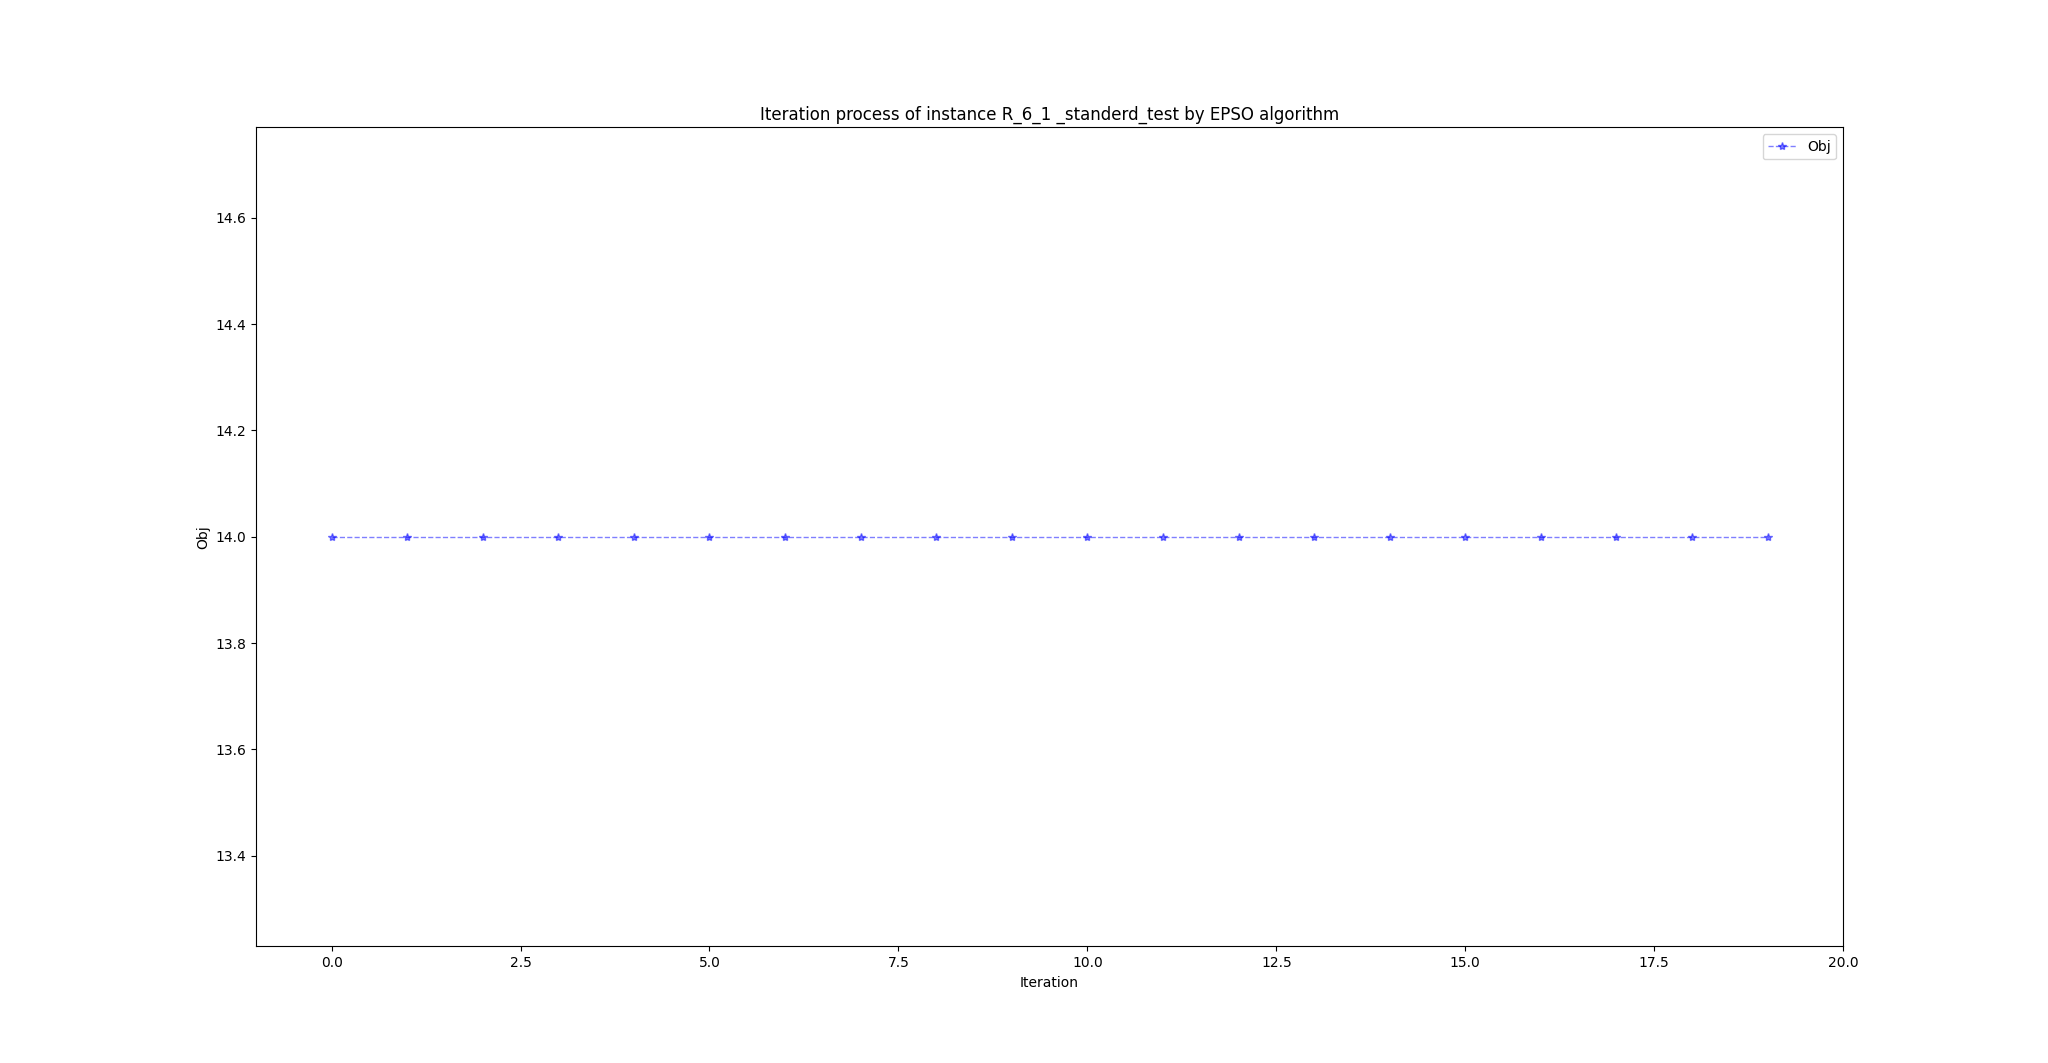 Iteration process of instance R_6_1 _standerd_test by EPSO algorithm
Obj
14.6
14.4
14.2
14.0
13.8
13.6
13.4
Obj
0.0 2.5 5.0 7.5 10.0 12.5 15.0 17.5 20.0
Iteration